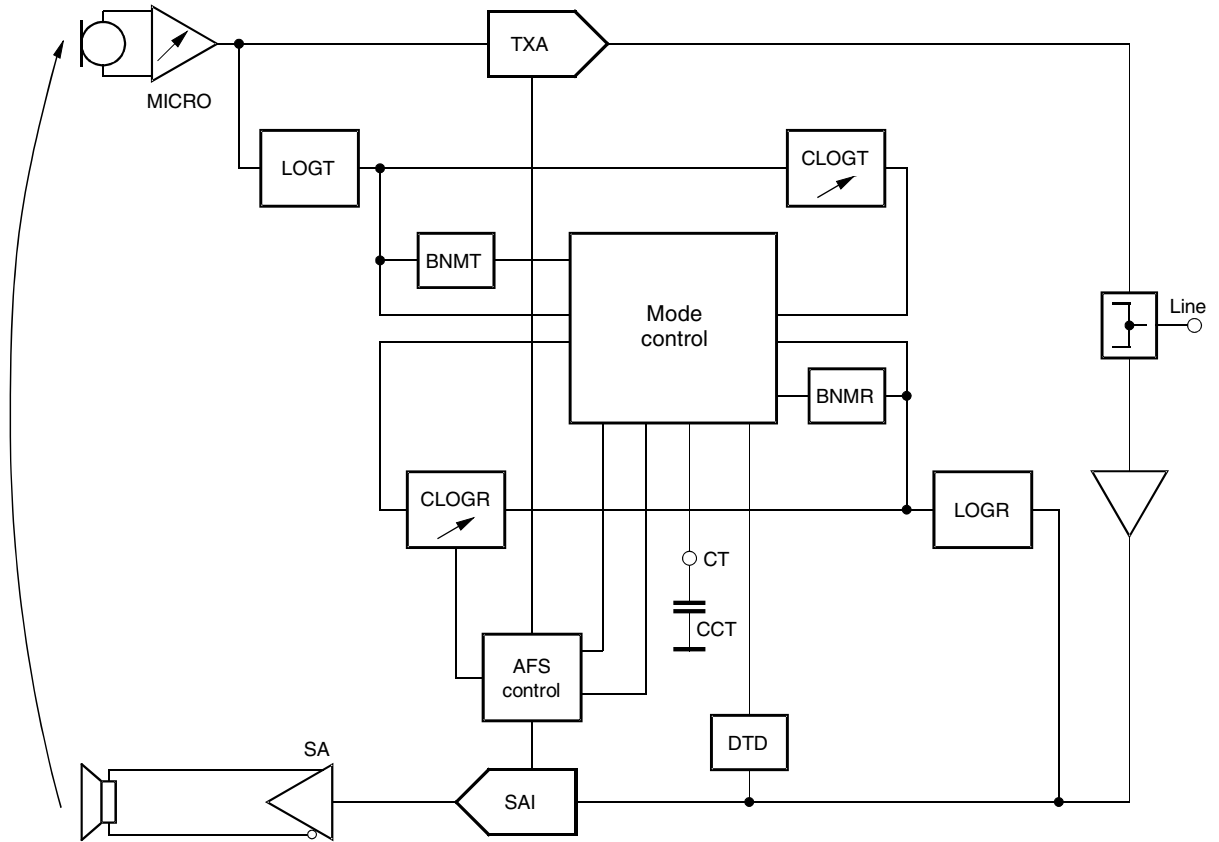 TXA
MICRO
LOGT
CLOGT
BNMT
Mode
control
Line
BNMR
CLOGR
LOGR
CT
CCT
AFS
control
DTD
SA
SAI